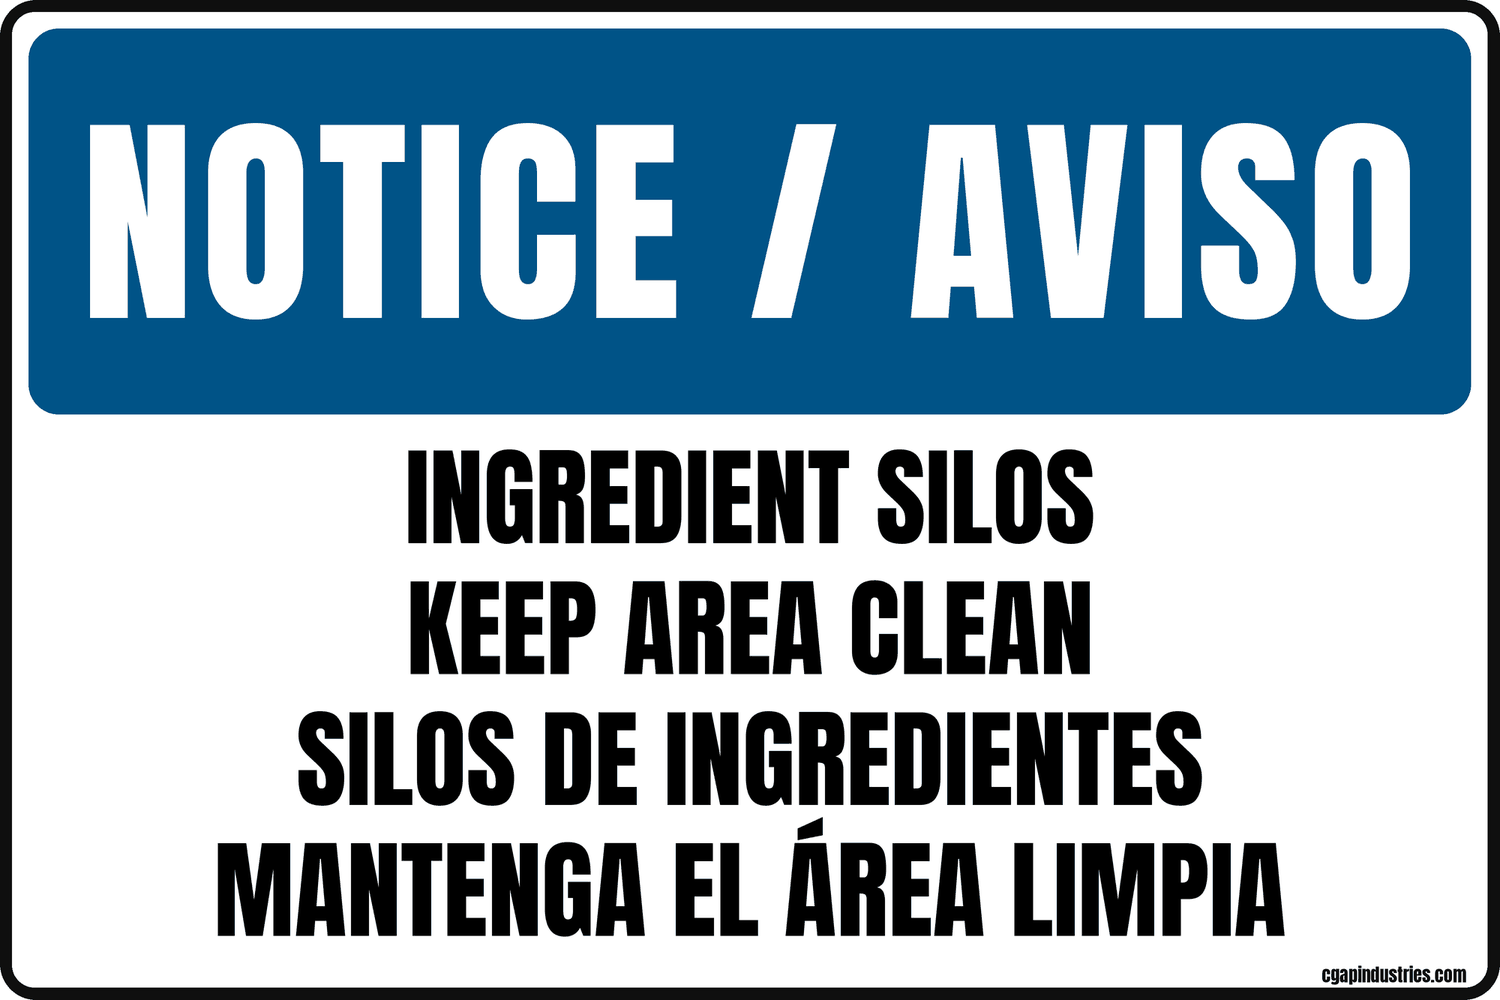 NOTICE / AVISO
INGREDIENT SILOS
KEEP AREA CLEAN
SILOS DE INGREDIENTES
MANTENGA EL ÁREA LIMPIA
cgapindustries.com